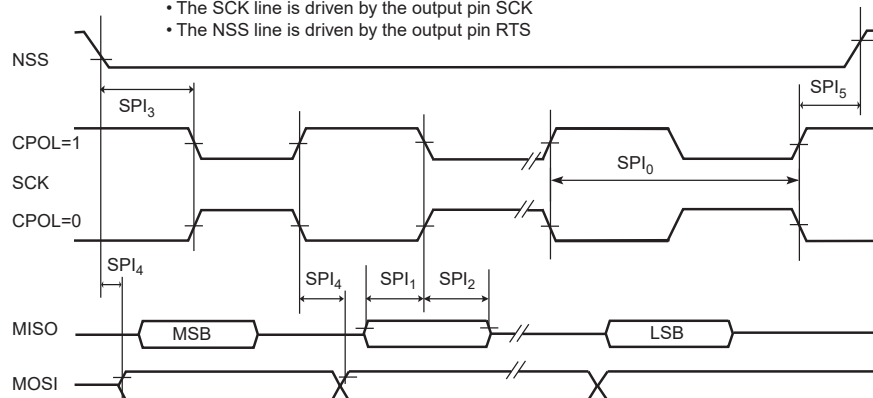 • The SCK line is driven by the output pin SCK
• The NSS line is driven by the output pin RTS
NSS
SPI3
SPI5
CPOL=1
SPI0
SCK
CPOL=0
SPI4
SPI4
SPI1
SPI2
MISO
MSB
LSB
MOSI